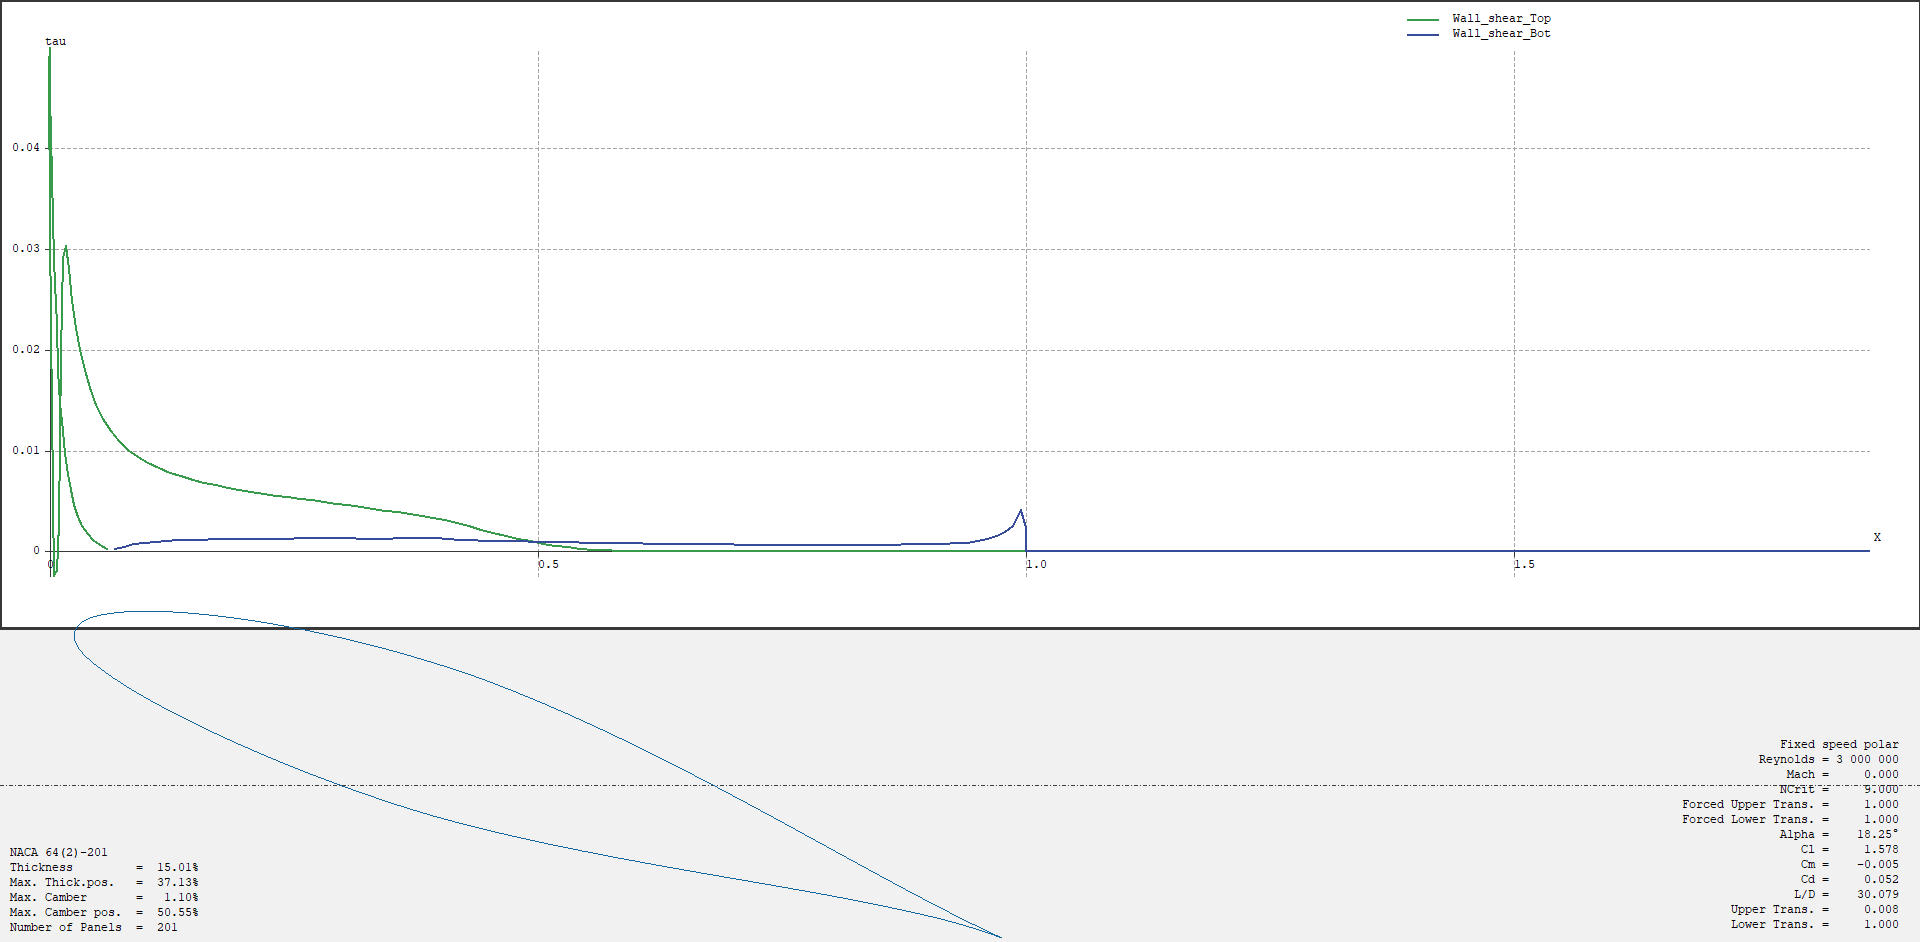 Wall_shear_Top
Wall_shear_Bot
tau
0.04
0.03
0.02
0.01
0
X
0 0.5 1.0 1.5
Fixed speed polar
Reynolds = 3 000 000
Mach = 0.000
NCrit = 9.000
Forced Upper Trans. = 1.000
Forced Lower Trans. = 1.000
Alpha = 18.25°
Cl = 1.578
Cm = -0.005
Cd = 0.052
L/D = 30.079
Upper Trans. = 0.008
Lower Trans. = 1.000
NACA 64(2)-201
Thickness = 15.01%
Max. Thick.pos. = 37.13%
Max. Camber = 1.10%
Max. Camber pos. = 50.55%
Number of Panels = 201